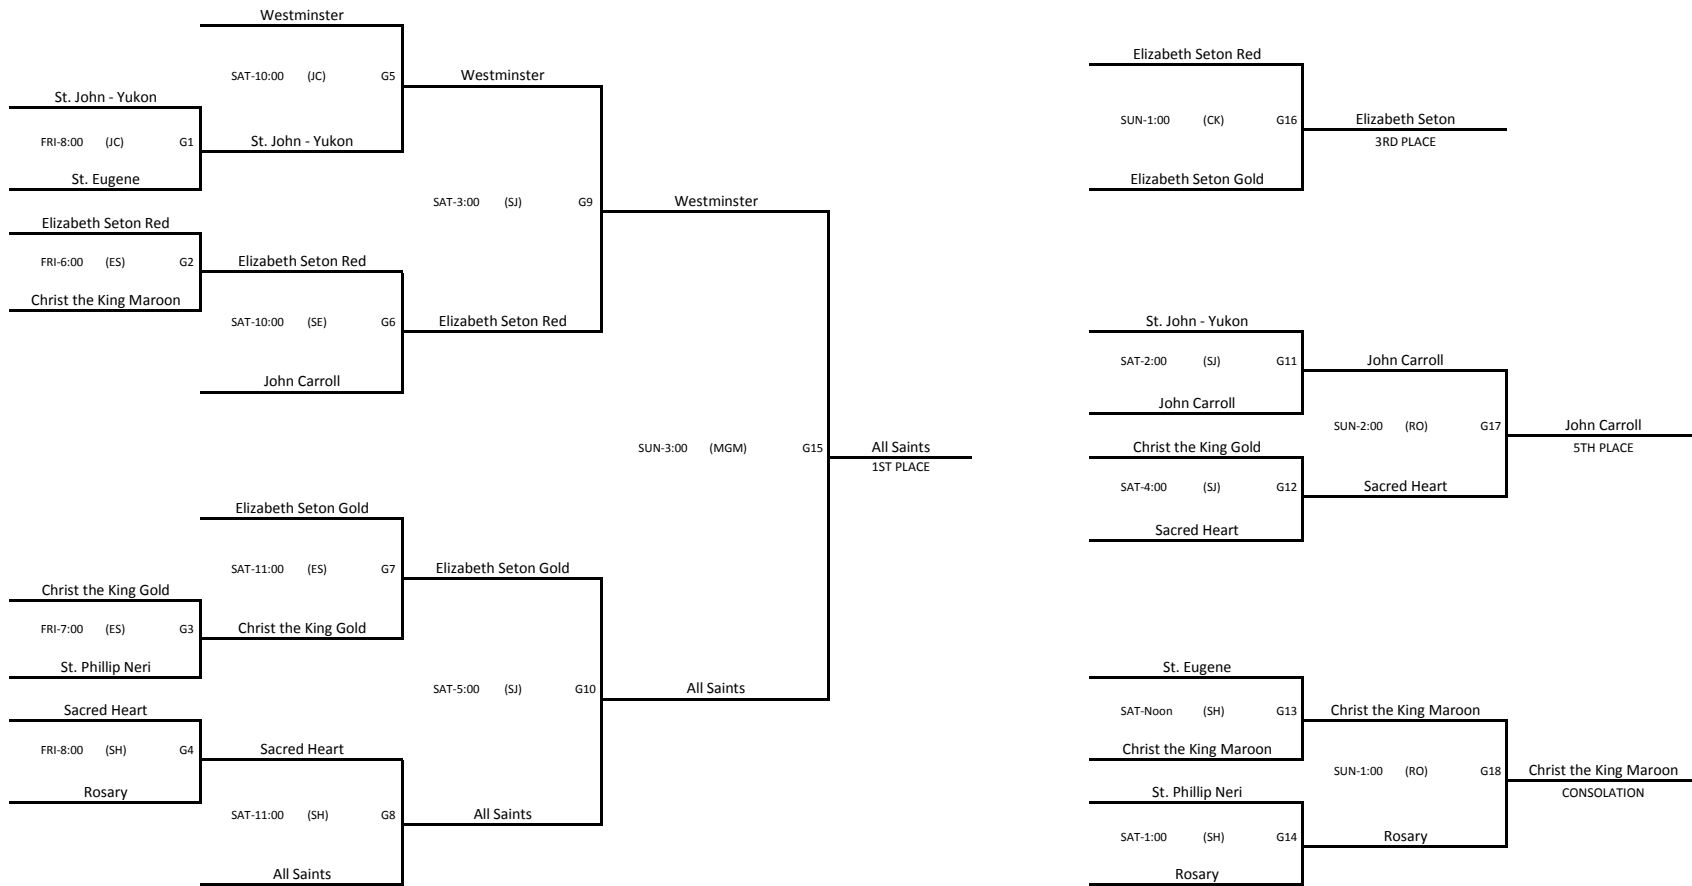 Westminster
SAT-10:00 (JC) G5
Westminster
St. John - Yukon
FRI-8:00 (JC) G1
St. John - Yukon
St. Eugene
SAT-3:00 (SJ) G9
Westminster
Elizabeth Seton Red
FRI-6:00 (ES) G2
Elizabeth Seton Red
Christ the King Maroon
SAT-10:00 (SE) G6
Elizabeth Seton Red
John Carroll
SUN-3:00 (MGM) G15
All Saints
1ST PLACE
Elizabeth Seton Gold
SAT-11:00 (ES) G7
Elizabeth Seton Gold
Christ the King Gold
FRI-7:00 (ES) G3
Christ the King Gold
St. Phillip Neri
SAT-5:00 (SJ) G10
All Saints
Sacred Heart
FRI-8:00 (SH) G4
Sacred Heart
Rosary
SAT-11:00 (SH) G8
All Saints
All Saints
Elizabeth Seton Red
SUN-1:00 (CK) G16
Elizabeth Seton
3RD PLACE
Elizabeth Seton Gold
St. John - Yukon
SAT-2:00 (SJ) G11
John Carroll
John Carroll
SUN-2:00 (RO) G17
John Carroll
5TH PLACE
Christ the King Gold
SAT-4:00 (SJ) G12
Sacred Heart
Sacred Heart
St. Eugene
SAT-Noon (SH) G13
Christ the King Maroon
Christ the King Maroon
SUN-1:00 (RO) G18
Christ the King Maroon
CONSOLATION
St. Phillip Neri
SAT-1:00 (SH) G14
Rosary
Rosary